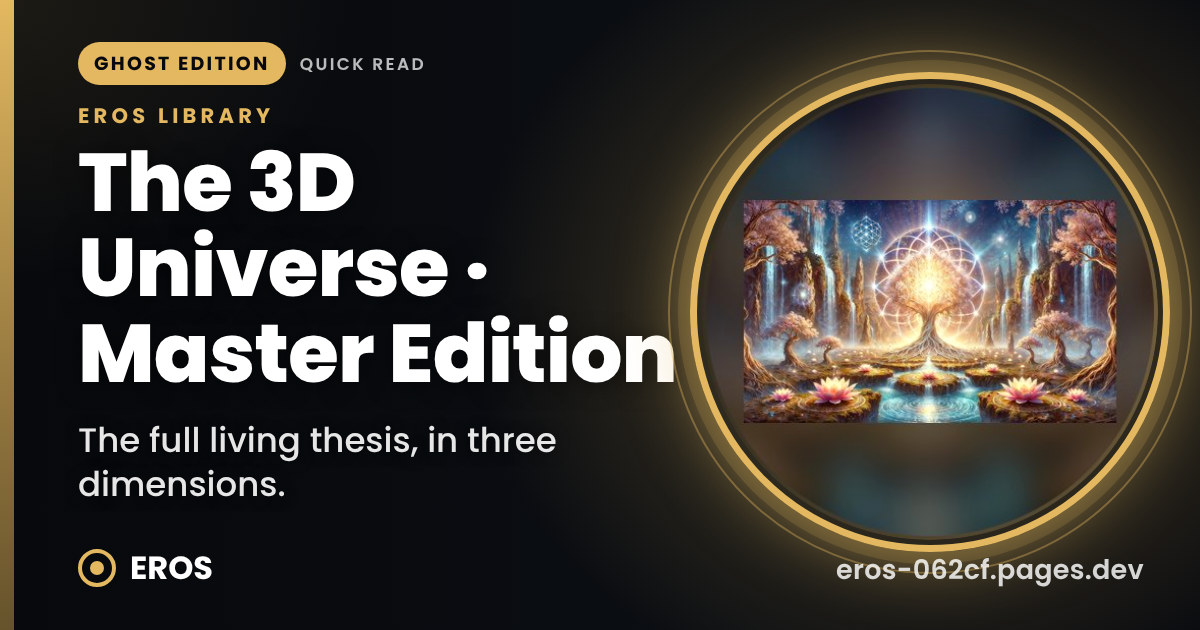 GHOST EDITION
QUICK READ
EROS LIBRARY
The 3D
Universe ·
Master Edition
The full living thesis, in three
dimensions.
EROS
eros-062cf.pages.dev